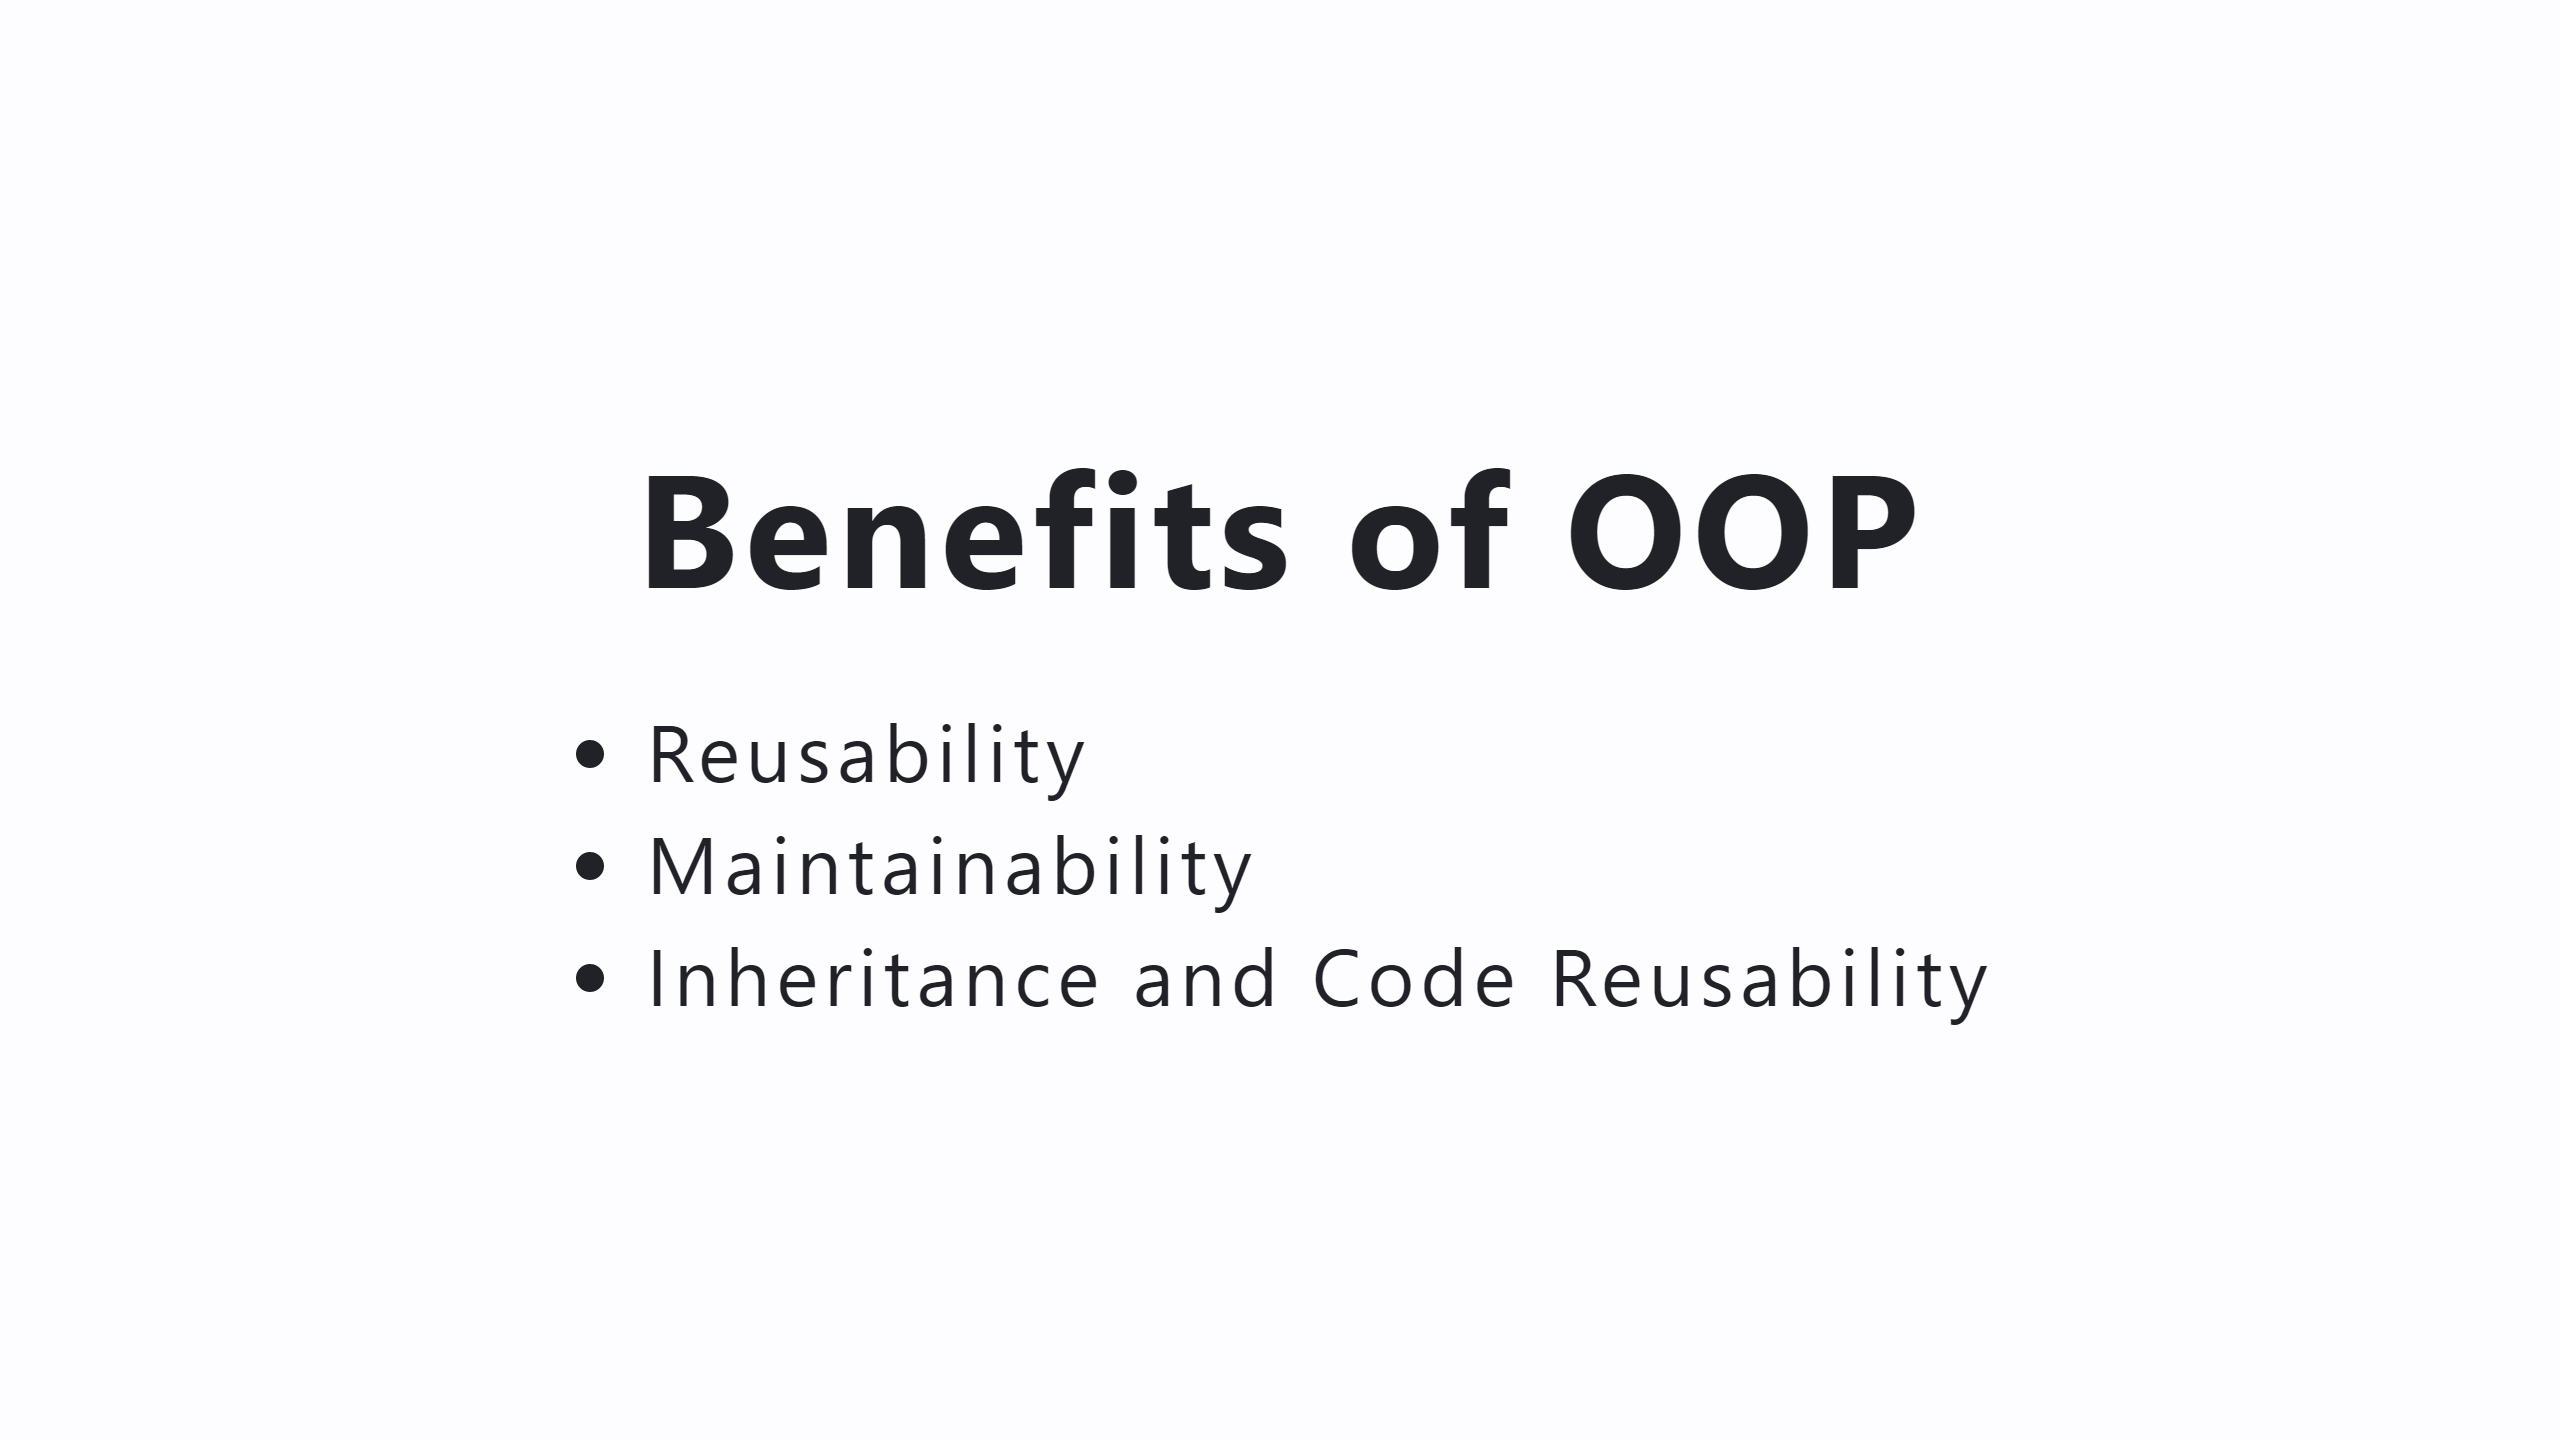 Benefits of OOP
• Reusability
• Maintainability
• Inheritance and Code Reusability